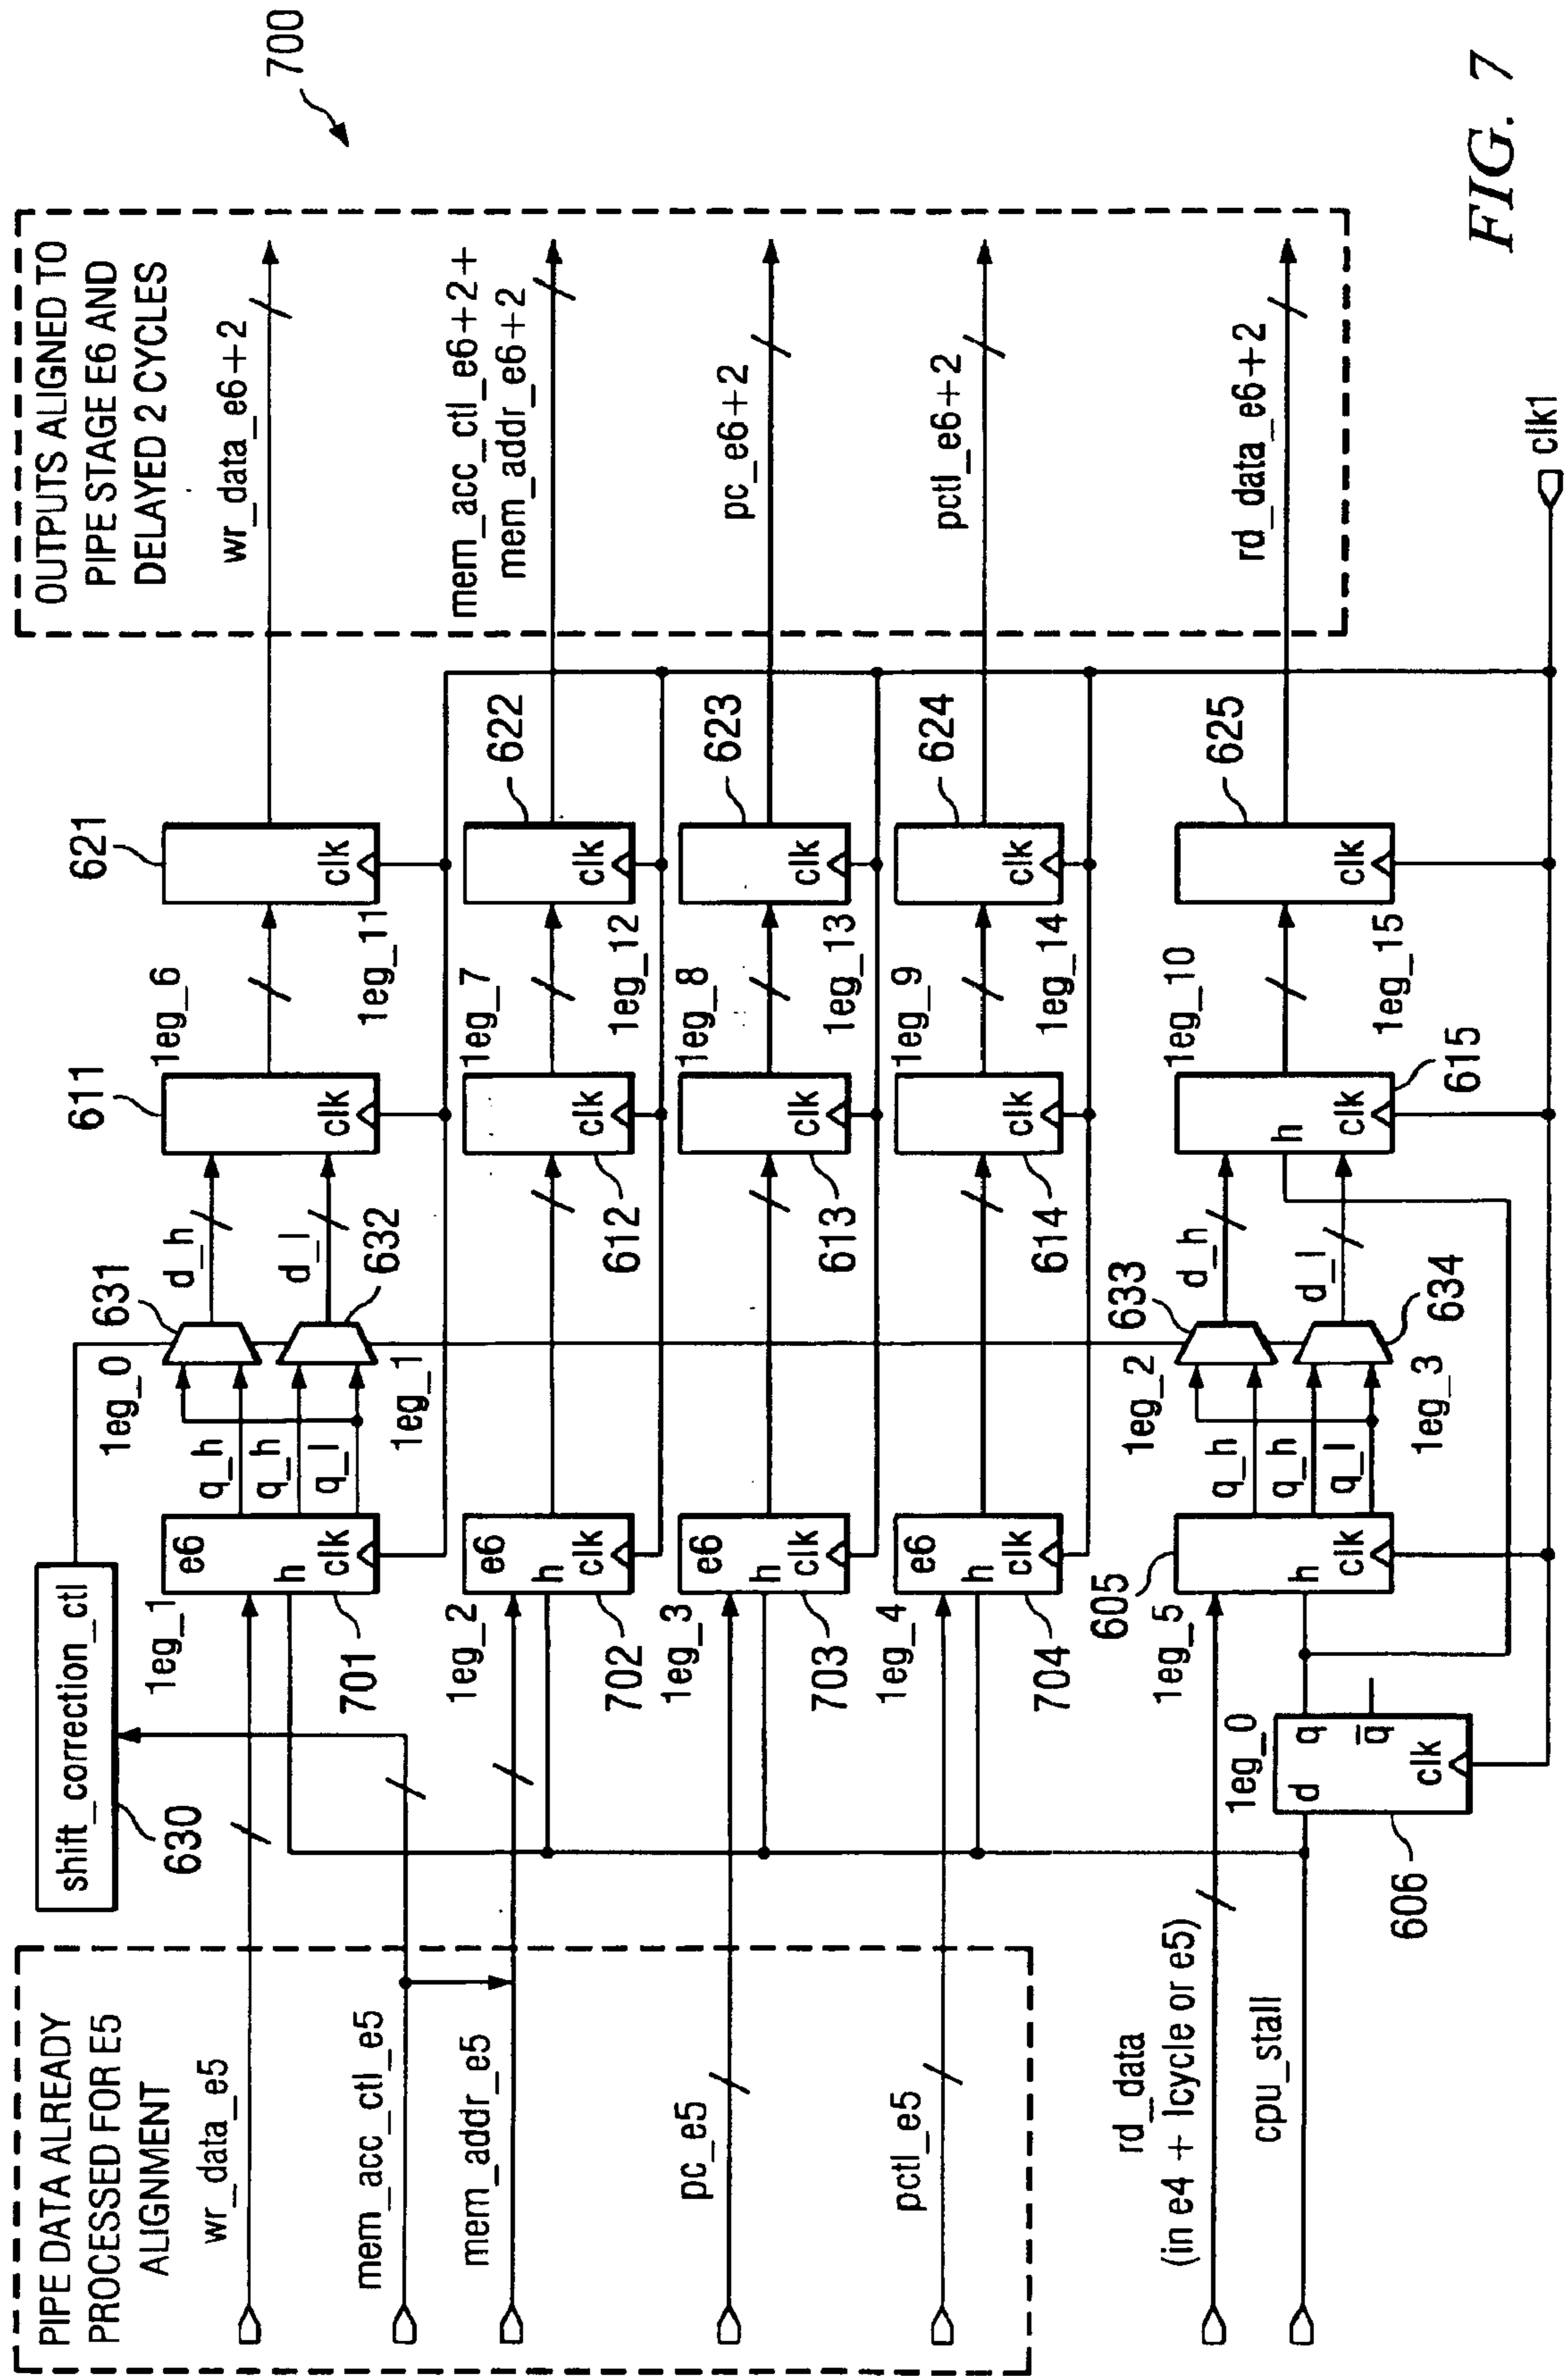 700
OUTPUTS ALIGNED TO
PIPE STAGE E6 AND
DELAYED 2 CYCLES
wr_data_e6+2
mem_acc_ctl_e6+2+
mem_addr_e6+2
pc_e6+2
pctl_e6+2
rd_data_e6+2
PIPE DATA ALREADY
PROCESSED FOR E5
ALIGNMENT
wr_data_e5
mem_acc_ctl_e5
mem_addr_e5
pc_e5
pctl_e5
rd_data
(in e4 + lcycle or e5)
cpu_stall
shift_correction_ctl
630
1eg_1
e6
h
clk
701
q_h
q_h
q_l
1eg_0
631
1eg_1
632
d_h
d_l
611
clk
1eg_6
621
clk
1eg_11
1eg_2
e6
h
clk
702
clk
612
1eg_7
622
clk
1eg_12
1eg_3
e6
h
clk
703
clk
613
1eg_8
623
clk
1eg_13
1eg_4
e6
h
clk
704
clk
614
1eg_9
624
clk
1eg_14
605
1eg_5
h
clk
q_h
q_h
q_l
1eg_2
633
1eg_3
634
d_h
d_l
h
clk
615
1eg_10
625
clk
1eg_15
1eg_0
d
q
q̄
clk
606
clk1
FIG. 7